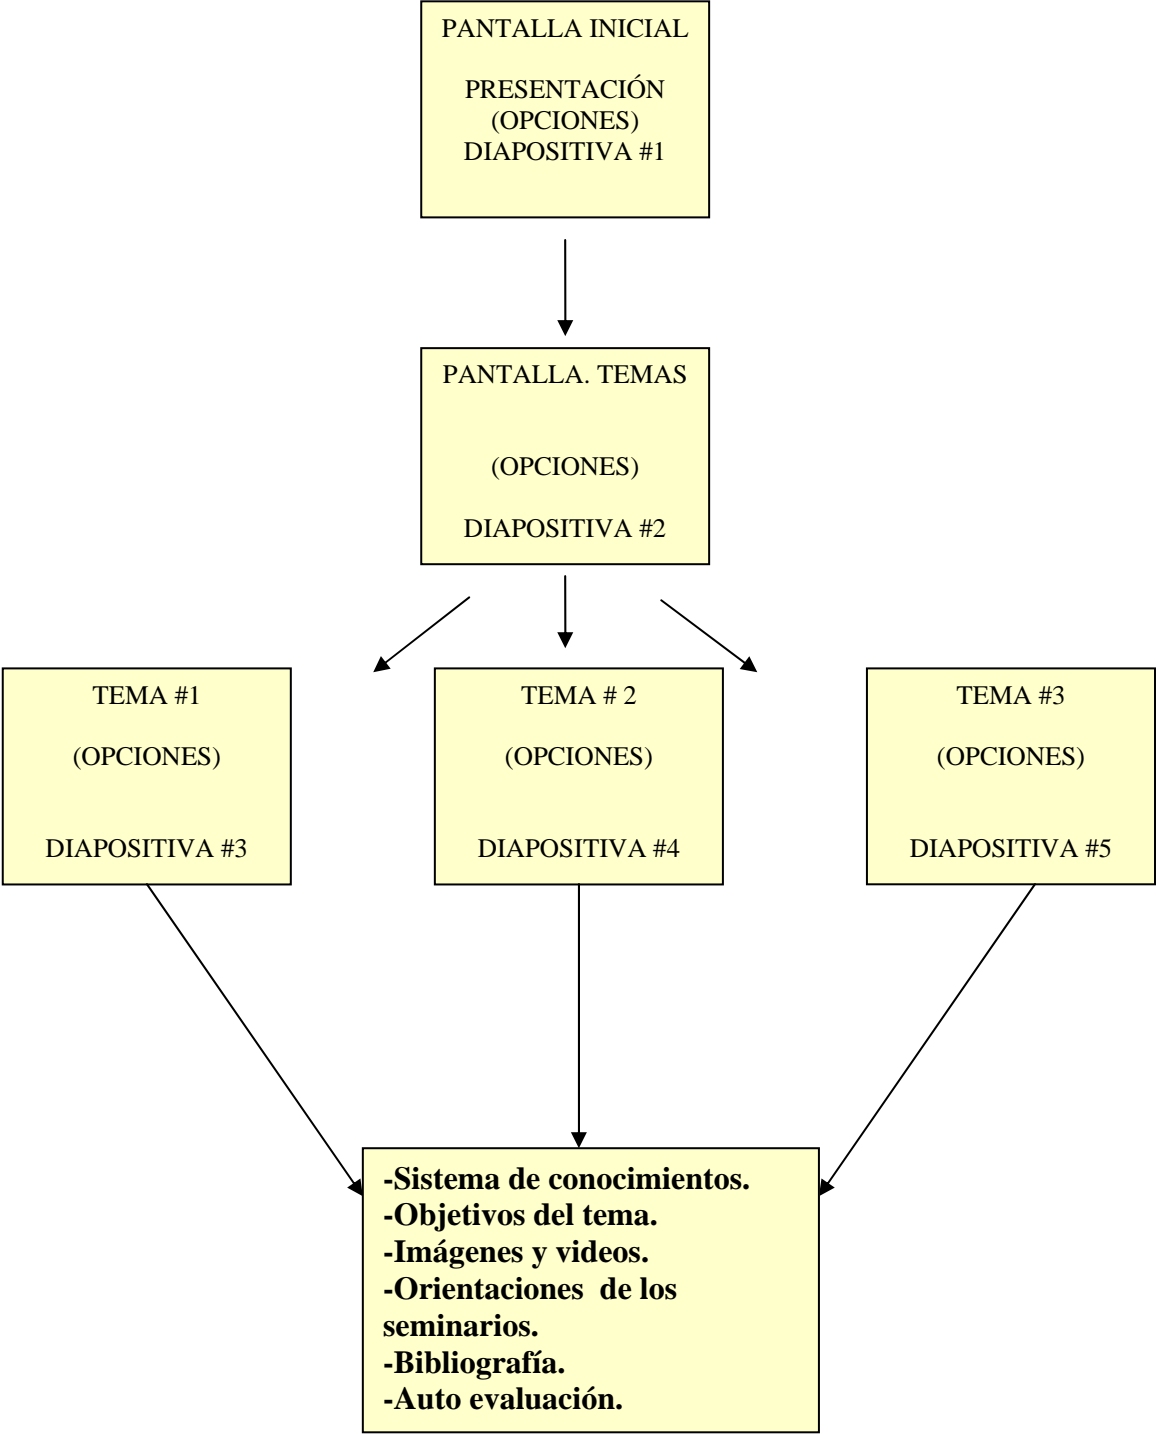 PANTALLA INICIAL
PRESENTACIÓN
(OPCIONES)
DIAPOSITIVA #1
PANTALLA. TEMAS
(OPCIONES)
DIAPOSITIVA #2
TEMA #1
(OPCIONES)
DIAPOSITIVA #3
TEMA # 2
(OPCIONES)
DIAPOSITIVA #4
TEMA #3
(OPCIONES)
DIAPOSITIVA #5
-Sistema de conocimientos.
-Objetivos del tema.
-Imágenes y videos.
-Orientaciones  de los
seminarios.
-Bibliografía.
-Auto evaluación.